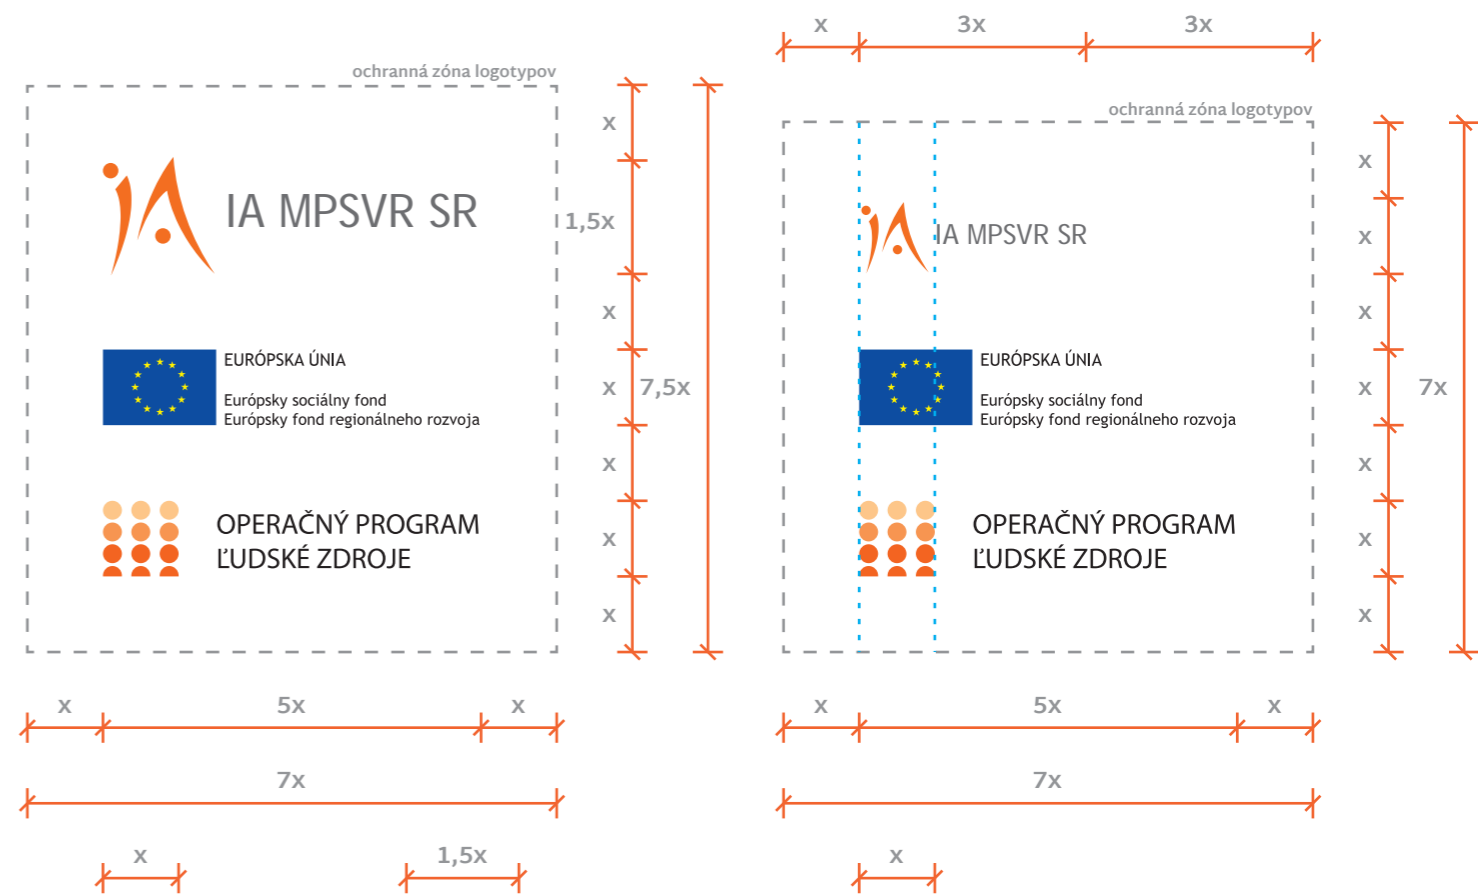 x 3x 3x
ochranná zóna logotypov
x
IA MPSVR SR
1,5x
x
EURÓPSKA ÚNIA
Európsky sociálny fond
Európsky fond regionálneho rozvoja
x 7,5x
x
OPERAČNÝ PROGRAM
ĽUDSKÉ ZDROJE
x
x
x 5x x
7x
x 1,5x
ochranná zóna logotypov
x
IA MPSVR SR
x
x
EURÓPSKA ÚNIA
Európsky sociálny fond
Európsky fond regionálneho rozvoja
x 7x
x
OPERAČNÝ PROGRAM
ĽUDSKÉ ZDROJE
x
x
x 5x x
7x
x